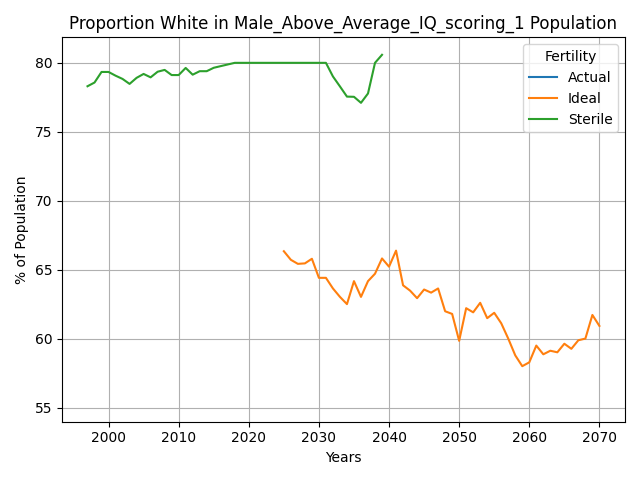 Proportion White in Male_Above_Average_IQ_scoring_1 Population
Fertility
Actual
Ideal
Sterile
% of Population
80
75
70
65
60
55
2000 2010 2020 2030 2040 2050 2060 2070
Years